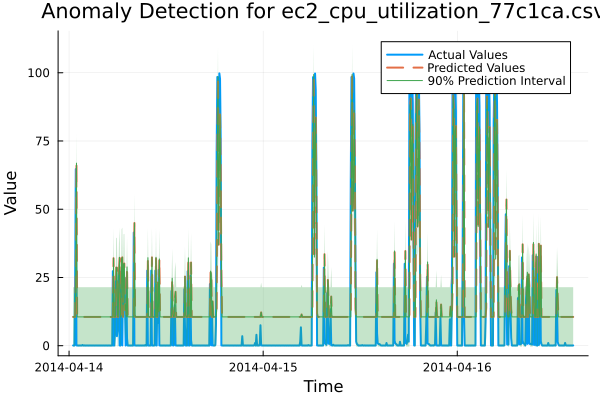 Anomaly Detection for ec2_cpu_utilization_77c1ca.csv
Actual Values
Predicted Values
90% Prediction Interval
Value
100
75
50
25
0
2014-04-14
2014-04-15
2014-04-16
Time